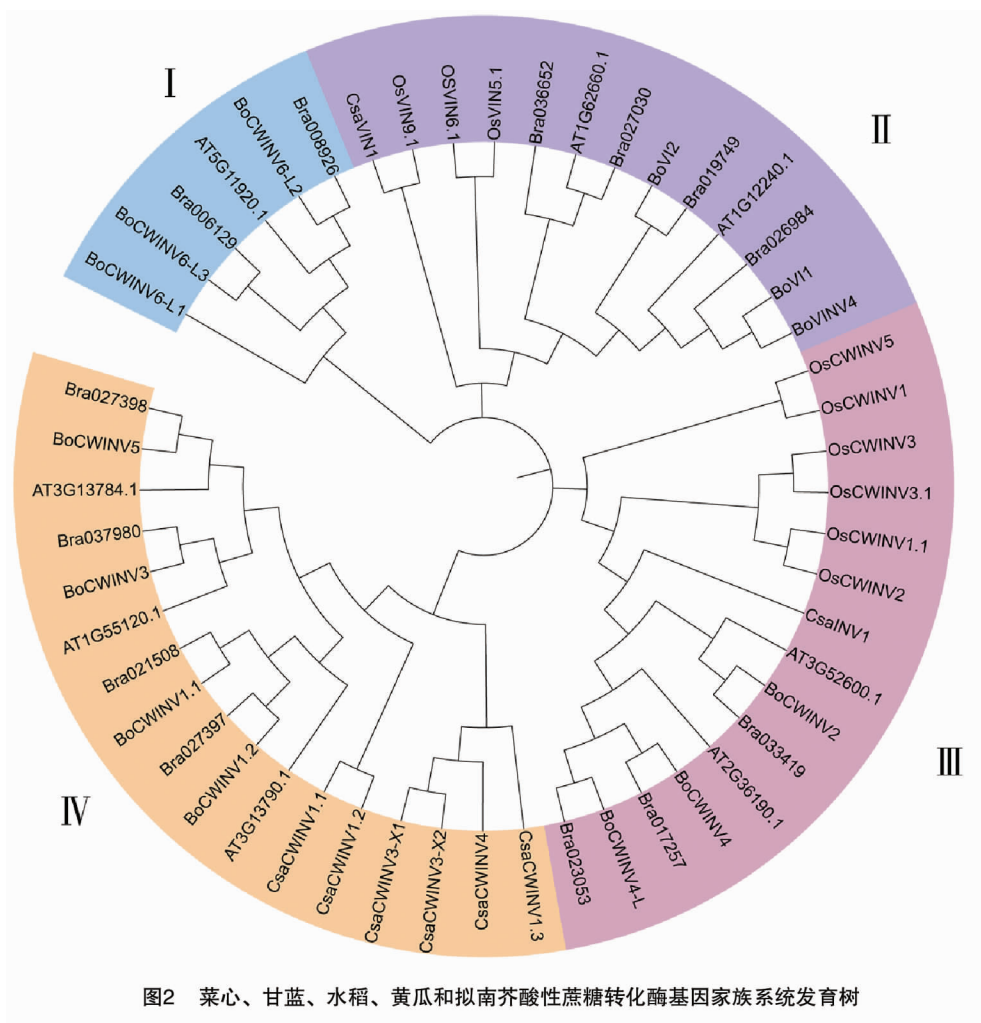 Ⅰ
BoCWINV6-L1
BoCWINV6-L3
Bra006129
AT5G11920.1
BoCWINV6-L2
Bra008926
Ⅱ
CsaVIN1
OsVIN9.1
OSVIN6.1
OsVIN5.1
Bra036652
AT1G62660.1
Bra027030
BoVI2
Bra019749
AT1G12240.1
Bra026984
BoVI1
BoVINV4
Ⅲ
OsCWINV5
OsCWINV1
OsCWINV3
OsCWINV3.1
OsCWINV1.1
OsCWINV2
CsaINV1
AT3G52600.1
BoCWINV2
Bra033419
AT2G36190.1
BoCWINV4
Bra017257
BoCWINV4-L
Bra023053
Ⅳ
CsaCWINV1.3
CsaCWINV4
CsaCWINV3-X2
CsaCWINV3-X1
CsaCWINV1.2
CsaCWINV1.1
AT3G13790.1
BoCWINV1.2
Bra027397
BoCWINV1.1
Bra021508
AT1G55120.1
BoCWINV3
Bra037980
AT3G13784.1
BoCWINV5
Bra027398
图2 菜心、甘蓝、水稻、黄瓜和拟南芥酸性蔗糖转化酶基因家族系统发育树